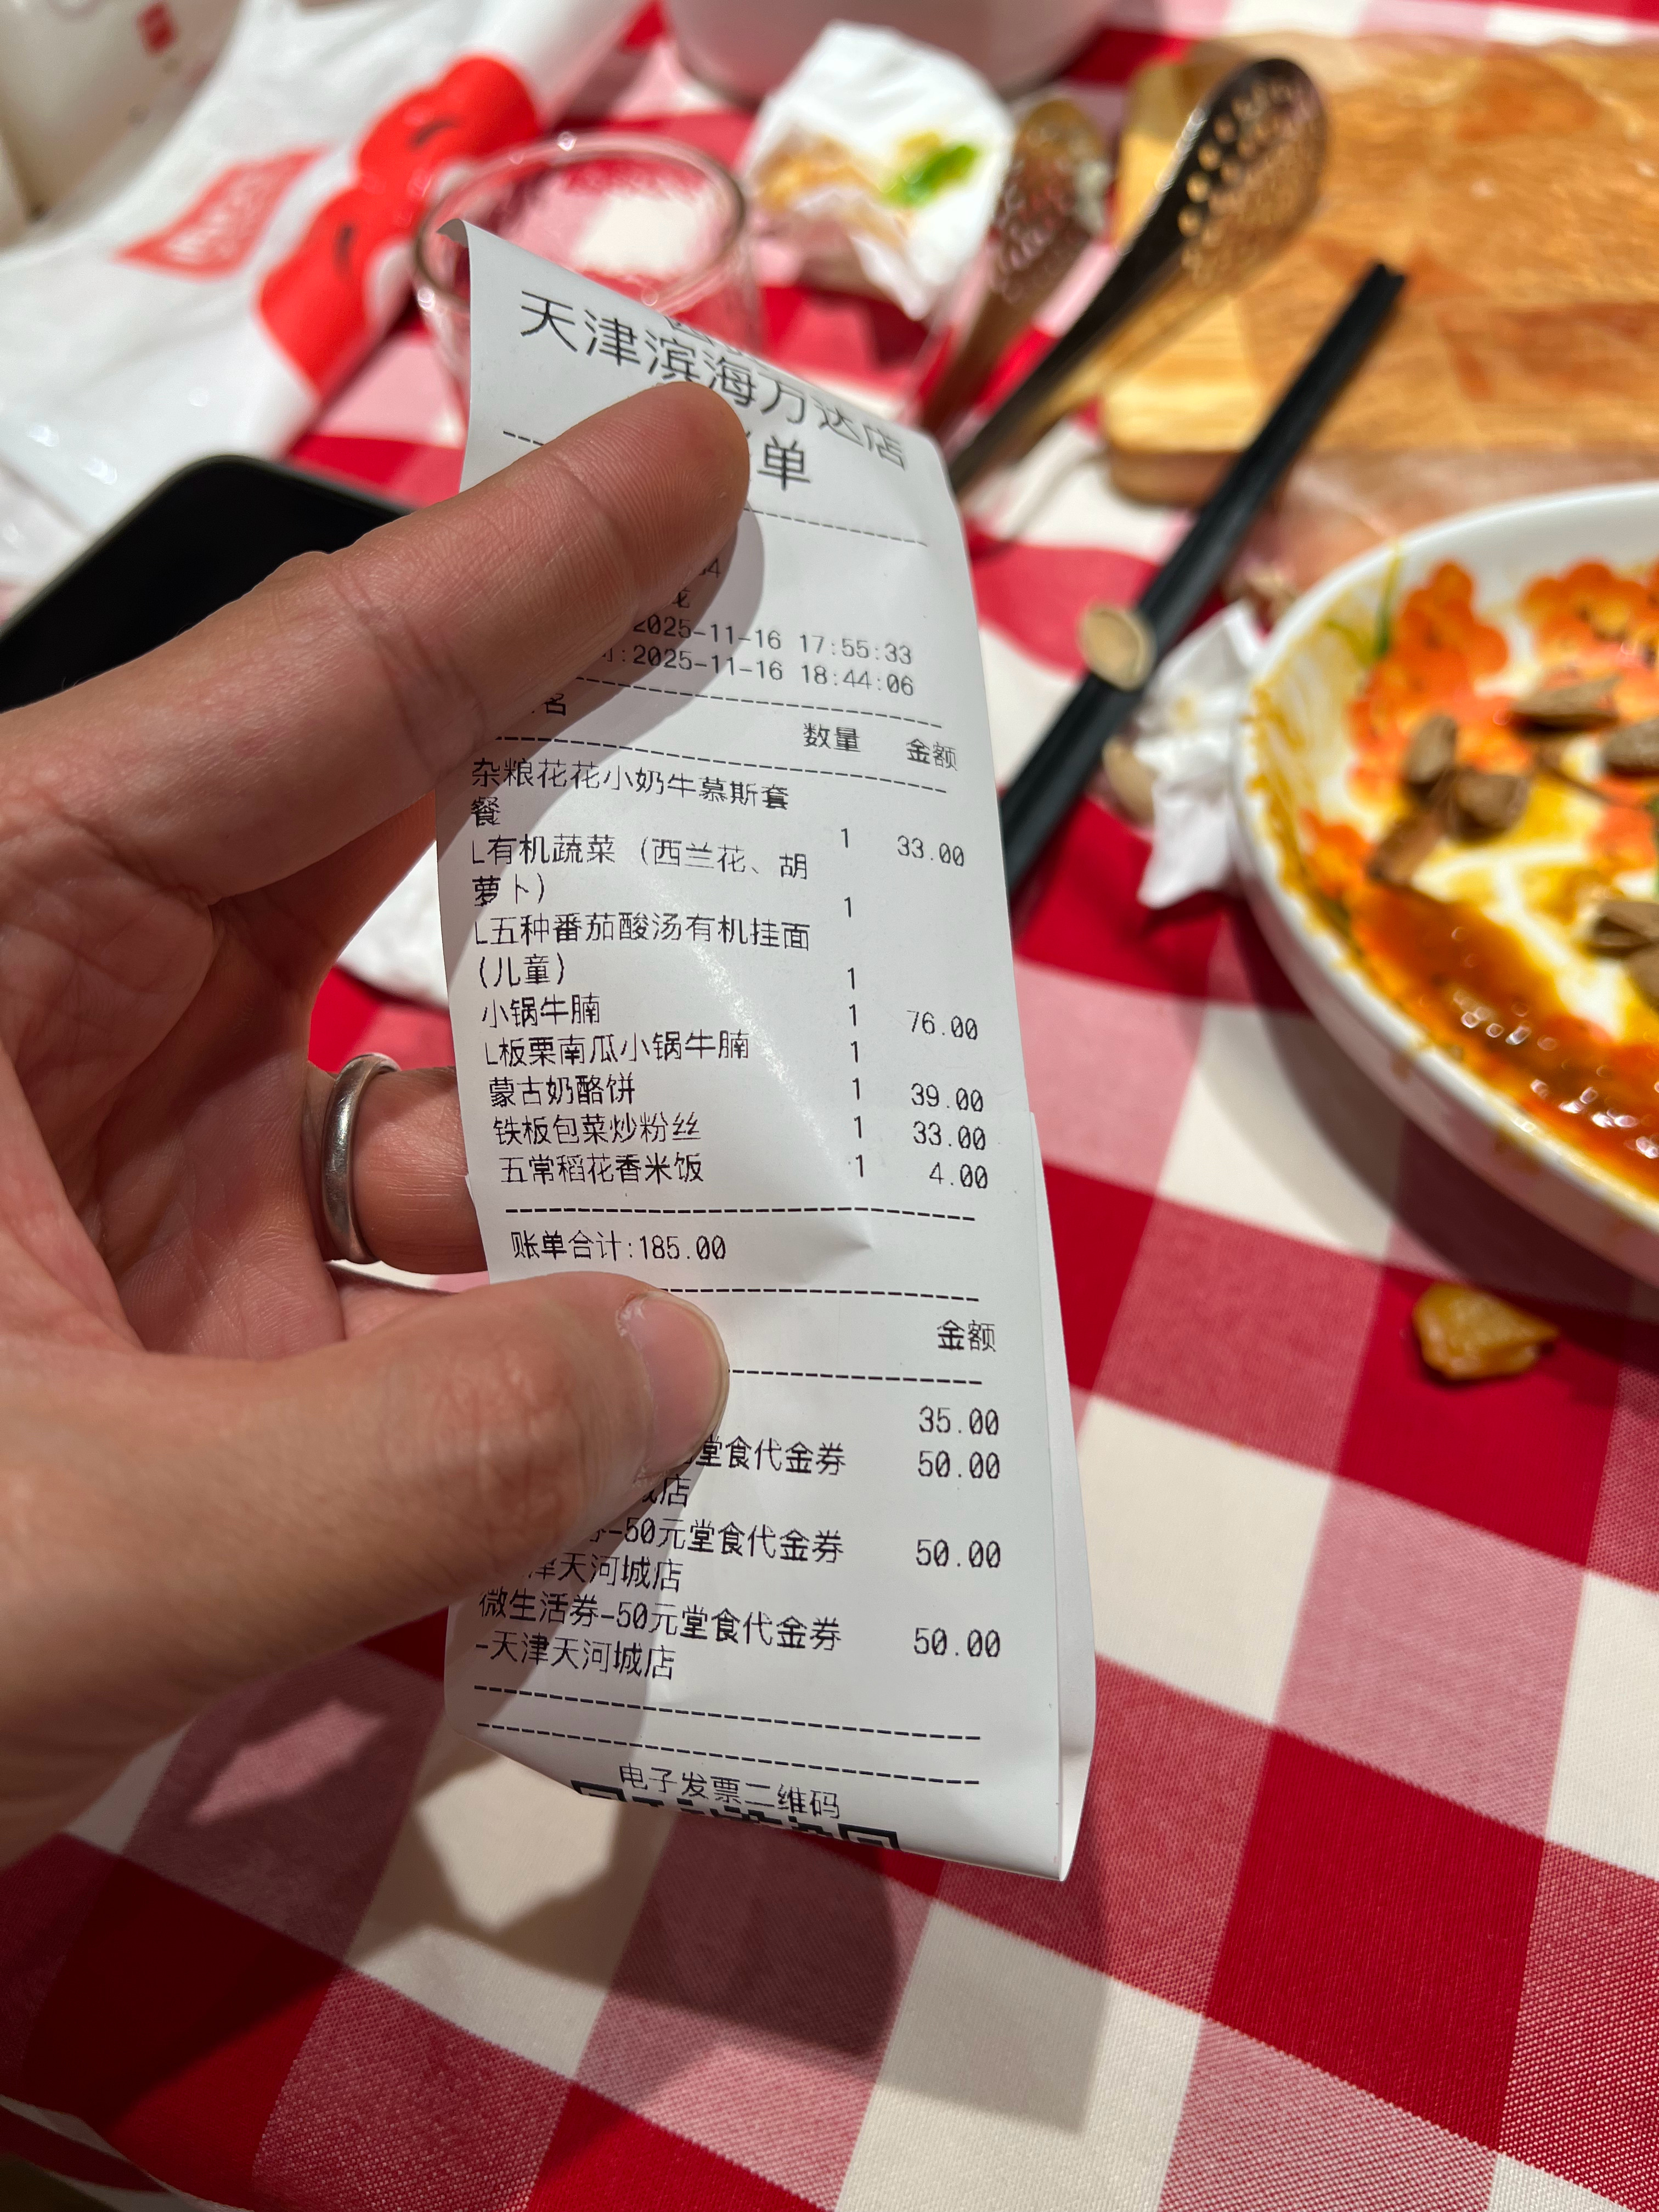 天津滨海万达店
单
2025-11-16 17:55:33
:2025-11-16 18:44:06
名 数量 金额
杂粮花花小奶牛慕斯套
餐 1 33.00
L有机蔬菜（西兰花、胡
萝卜） 1
L五种番茄酸汤有机挂面
(儿童) 1
小锅牛腩 1 76.00
L板栗南瓜小锅牛腩 1
蒙古奶酪饼 1 39.00
铁板包菜炒粉丝 1 33.00
五常稻花香米饭 1 4.00
账单合计:185.00
金额
35.00
堂食代金券 50.00
店
-50元堂食代金券 50.00
天河城店
微生活券-50元堂食代金券 50.00
-天津天河城店
电子发票二维码